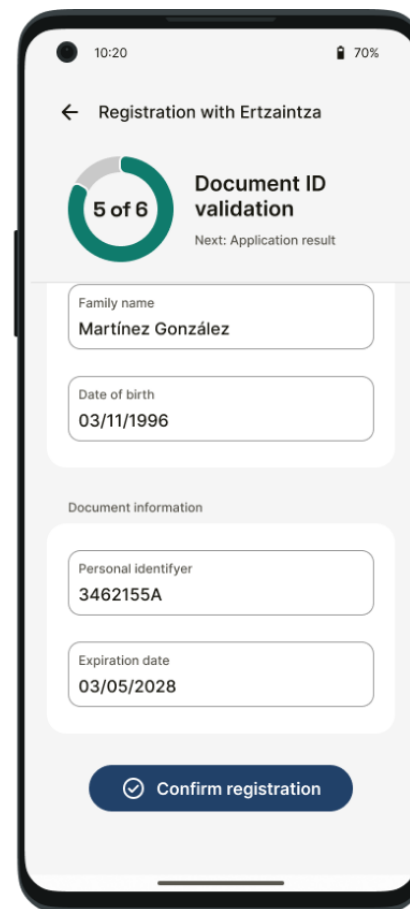 10:20 70%
Registration with Ertzaintza
5 of 6
Document ID
validation
Next: Application result
Family name
Martínez González
Date of birth
03/11/1996
Document information
Personal identifyer
3462155A
Expiration date
03/05/2028
Confirm registration